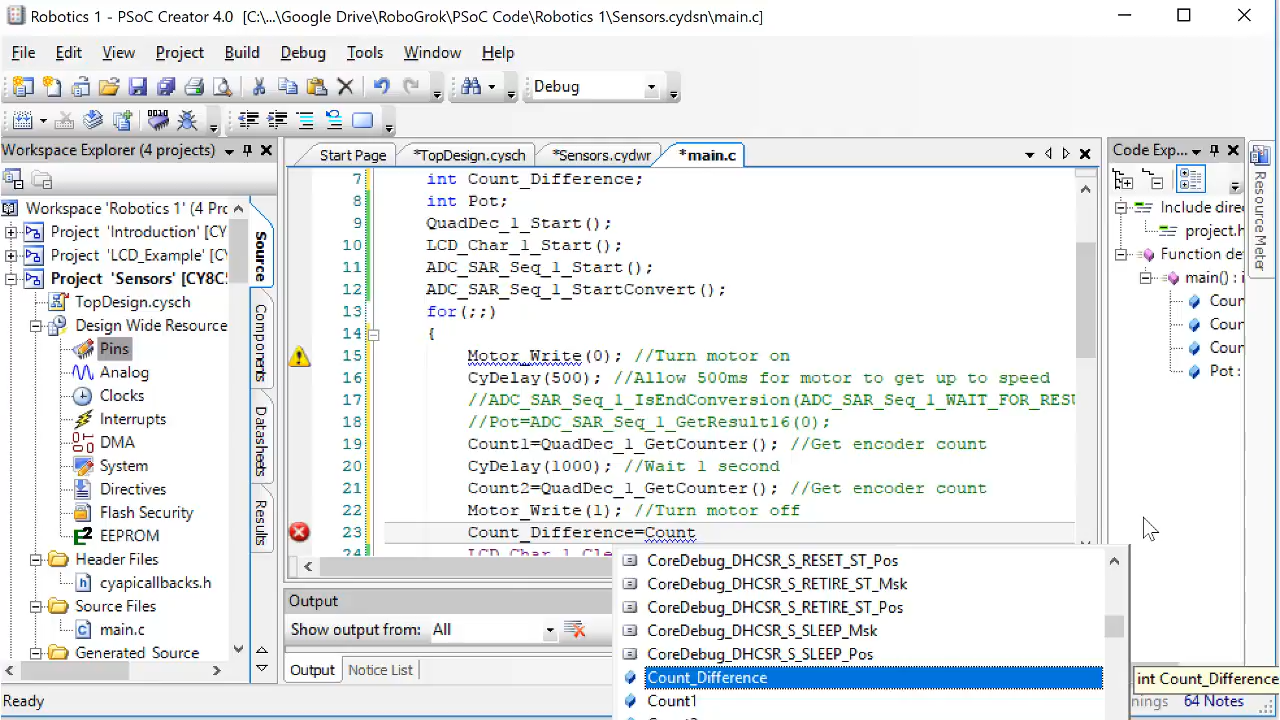 Robotics 1 - PSoC Creator 4.0 [C:\...\Google Drive\RoboGrok\PSoC Code\Robotics 1\Sensors.cydsn\main.c]
File Edit View Project Build Debug Tools Window Help
Debug
Workspace Explorer (4 projects)
Start Page *TopDesign.cysch *Sensors.cydwr *main.c
Code Exp...
Workspace 'Robotics 1' (4 Pro
Project 'Introduction' [CY
Project 'LCD_Example' [CY
Project 'Sensors' [CY8C5
TopDesign.cysch
Design Wide Resource
Pins
Analog
Clocks
Interrupts
DMA
System
Directives
Flash Security
EEPROM
Header Files
cyapicallbacks.h
Source Files
main.c
Generated Source
Source
Components
Datasheets
Results
7 int Count_Difference;
8 int Pot;
9 QuadDec_1_Start();
10 LCD_Char_1_Start();
11 ADC_SAR_Seq_1_Start();
12 ADC_SAR_Seq_1_StartConvert();
13 for(;;)
14 {
15 Motor_Write(0); //Turn motor on
16 CyDelay(500); //Allow 500ms for motor to get up to speed
17 //ADC_SAR_Seq_1_IsEndConversion(ADC_SAR_Seq_1_WAIT_FOR_RESU
18 //Pot=ADC_SAR_Seq_1_GetResult16(0);
19 Count1=QuadDec_1_GetCounter(); //Get encoder count
20 CyDelay(1000); //Wait 1 second
21 Count2=QuadDec_1_GetCounter(); //Get encoder count
22 Motor_Write(1); //Turn motor off
23 Count_Difference=Count
24 LCD_Char_1_Cle
CoreDebug_DHCSR_S_RESET_ST_Pos
CoreDebug_DHCSR_S_RETIRE_ST_Msk
CoreDebug_DHCSR_S_RETIRE_ST_Pos
CoreDebug_DHCSR_S_SLEEP_Msk
CoreDebug_DHCSR_S_SLEEP_Pos
Count_Difference
Count1
int Count_Difference
Include direc
project.h
Function def
main() : i
Coun
Coun
Coun
Pot :
Resource Meter
Output
Show output from: All
Output Notice List
Ready
64 Notes